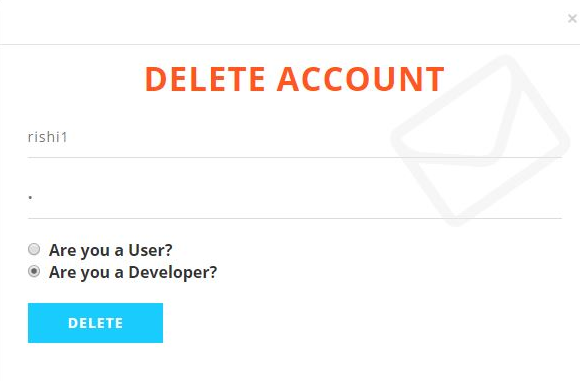 ×
DELETE ACCOUNT
rishi1
.
Are you a User?
Are you a Developer?
DELETE